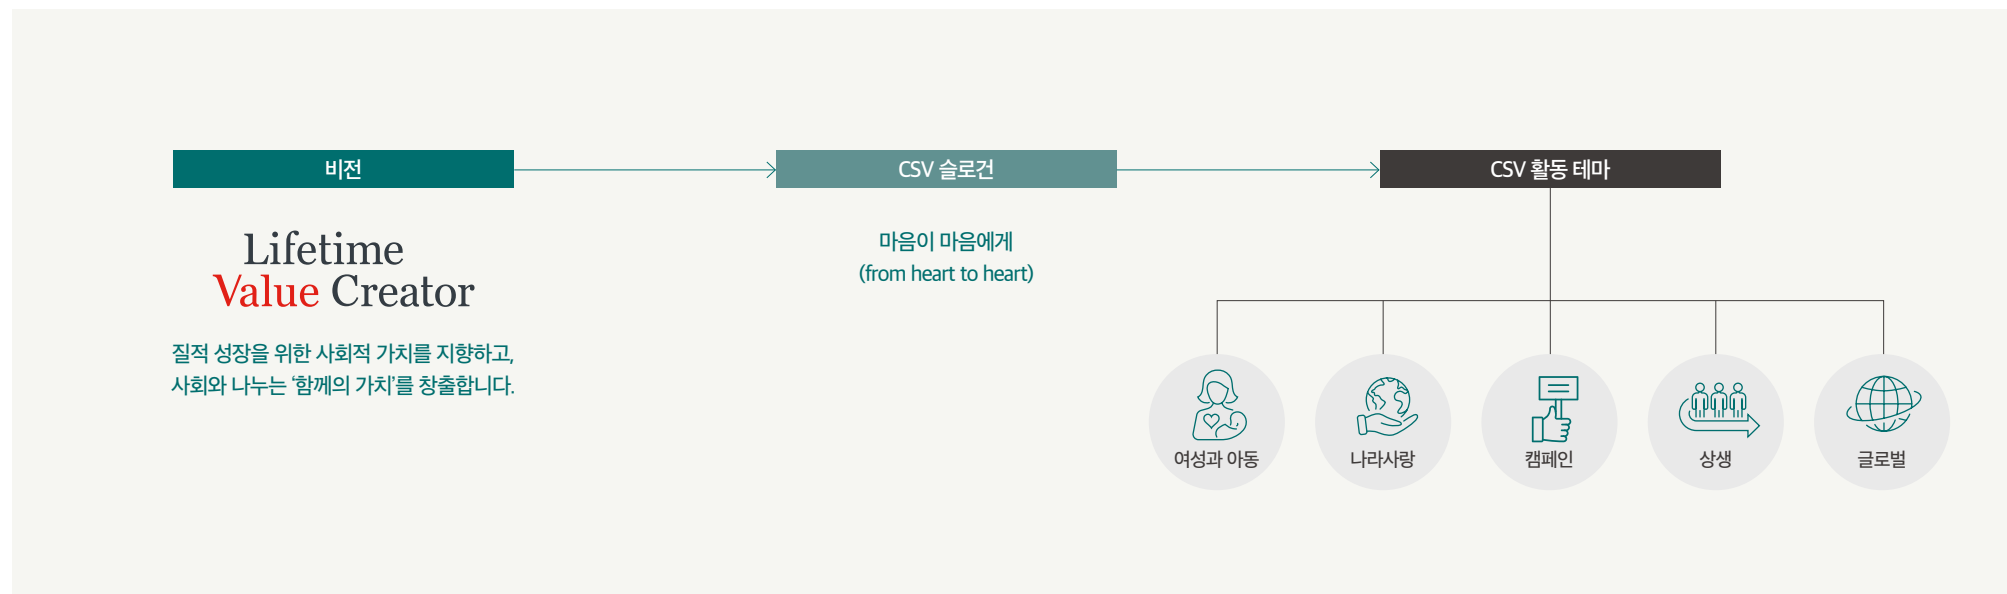 비전
Lifetime
Value Creator
질적 성장을 위한 사회적 가치를 지향하고,
사회와 나누는 ‘함께의 가치’를 창출합니다.
CSV 슬로건
마음이 마음에게
(from heart to heart)
CSV 활동 테마
여성과 아동
나라사랑
캠페인
상생
글로벌